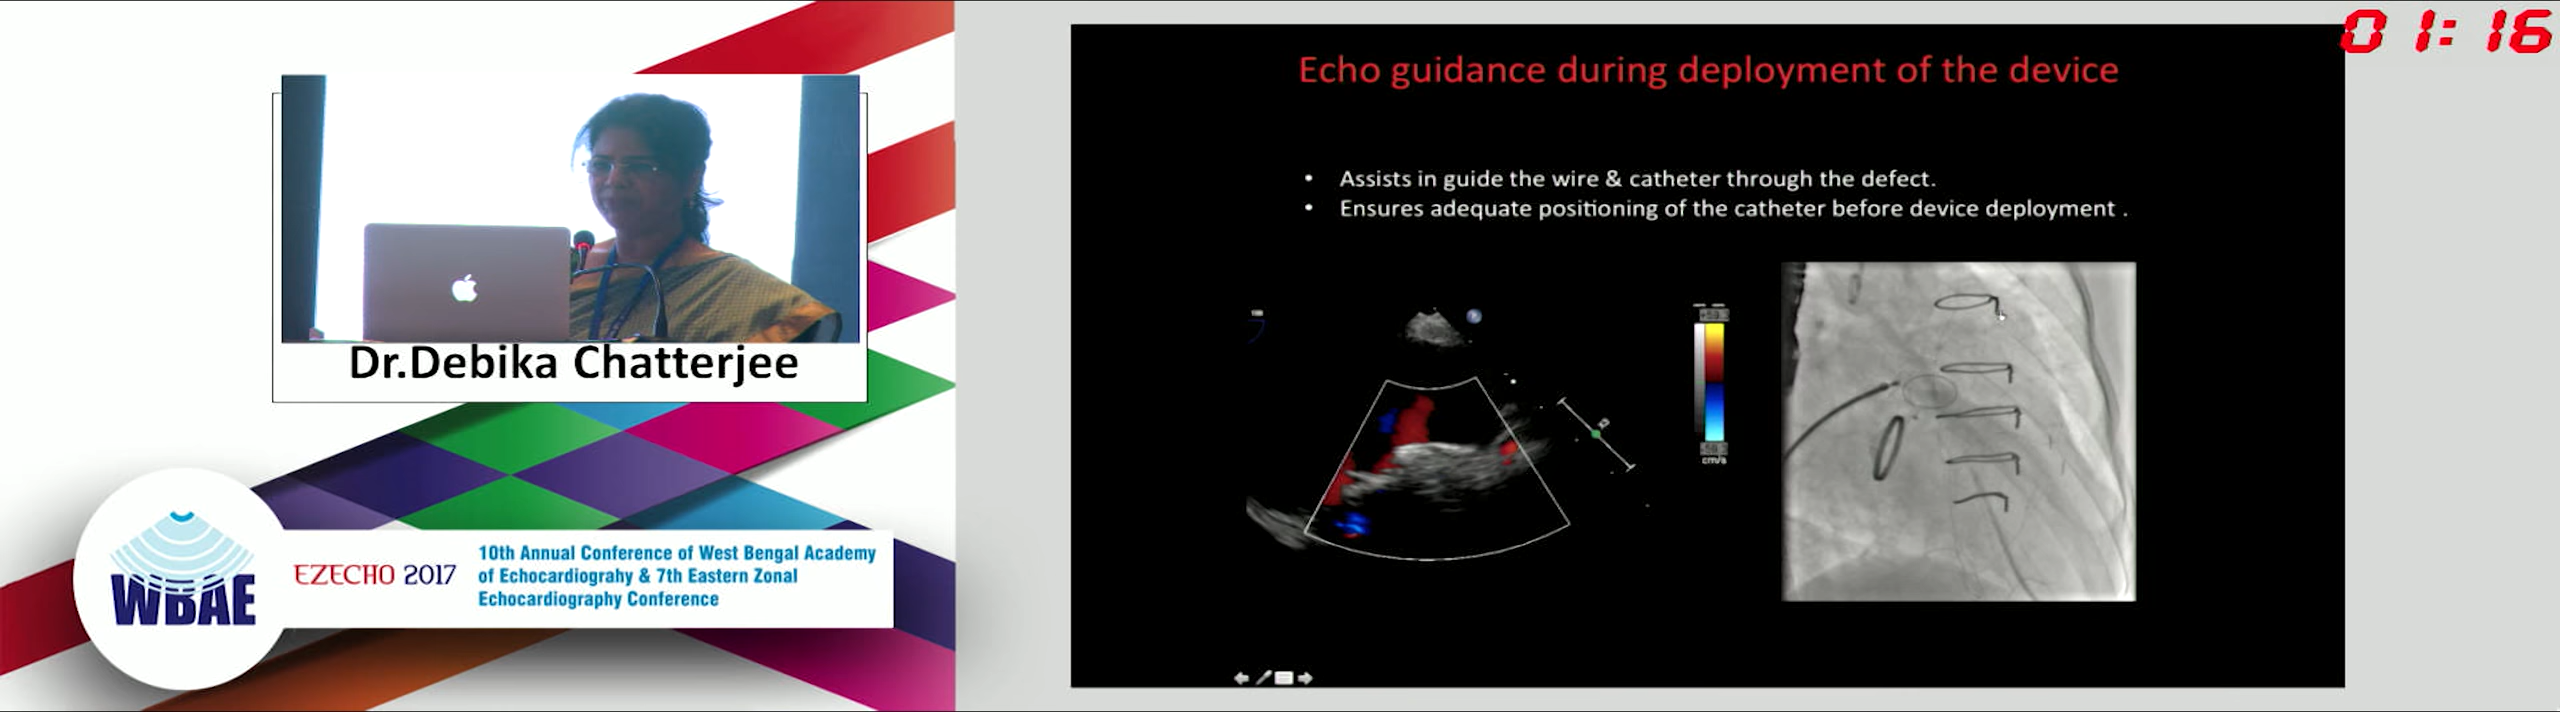 Dr.Debika Chatterjee
WBAE
EZECHO 2017
10th Annual Conference of West Bengal Academy
of Echocardiograhy & 7th Eastern Zonal
Echocardiography Conference
01:16
Echo guidance during deployment of the device
• Assists in guide the wire & catheter through the defect.
• Ensures adequate positioning of the catheter before device deployment .
cm/s